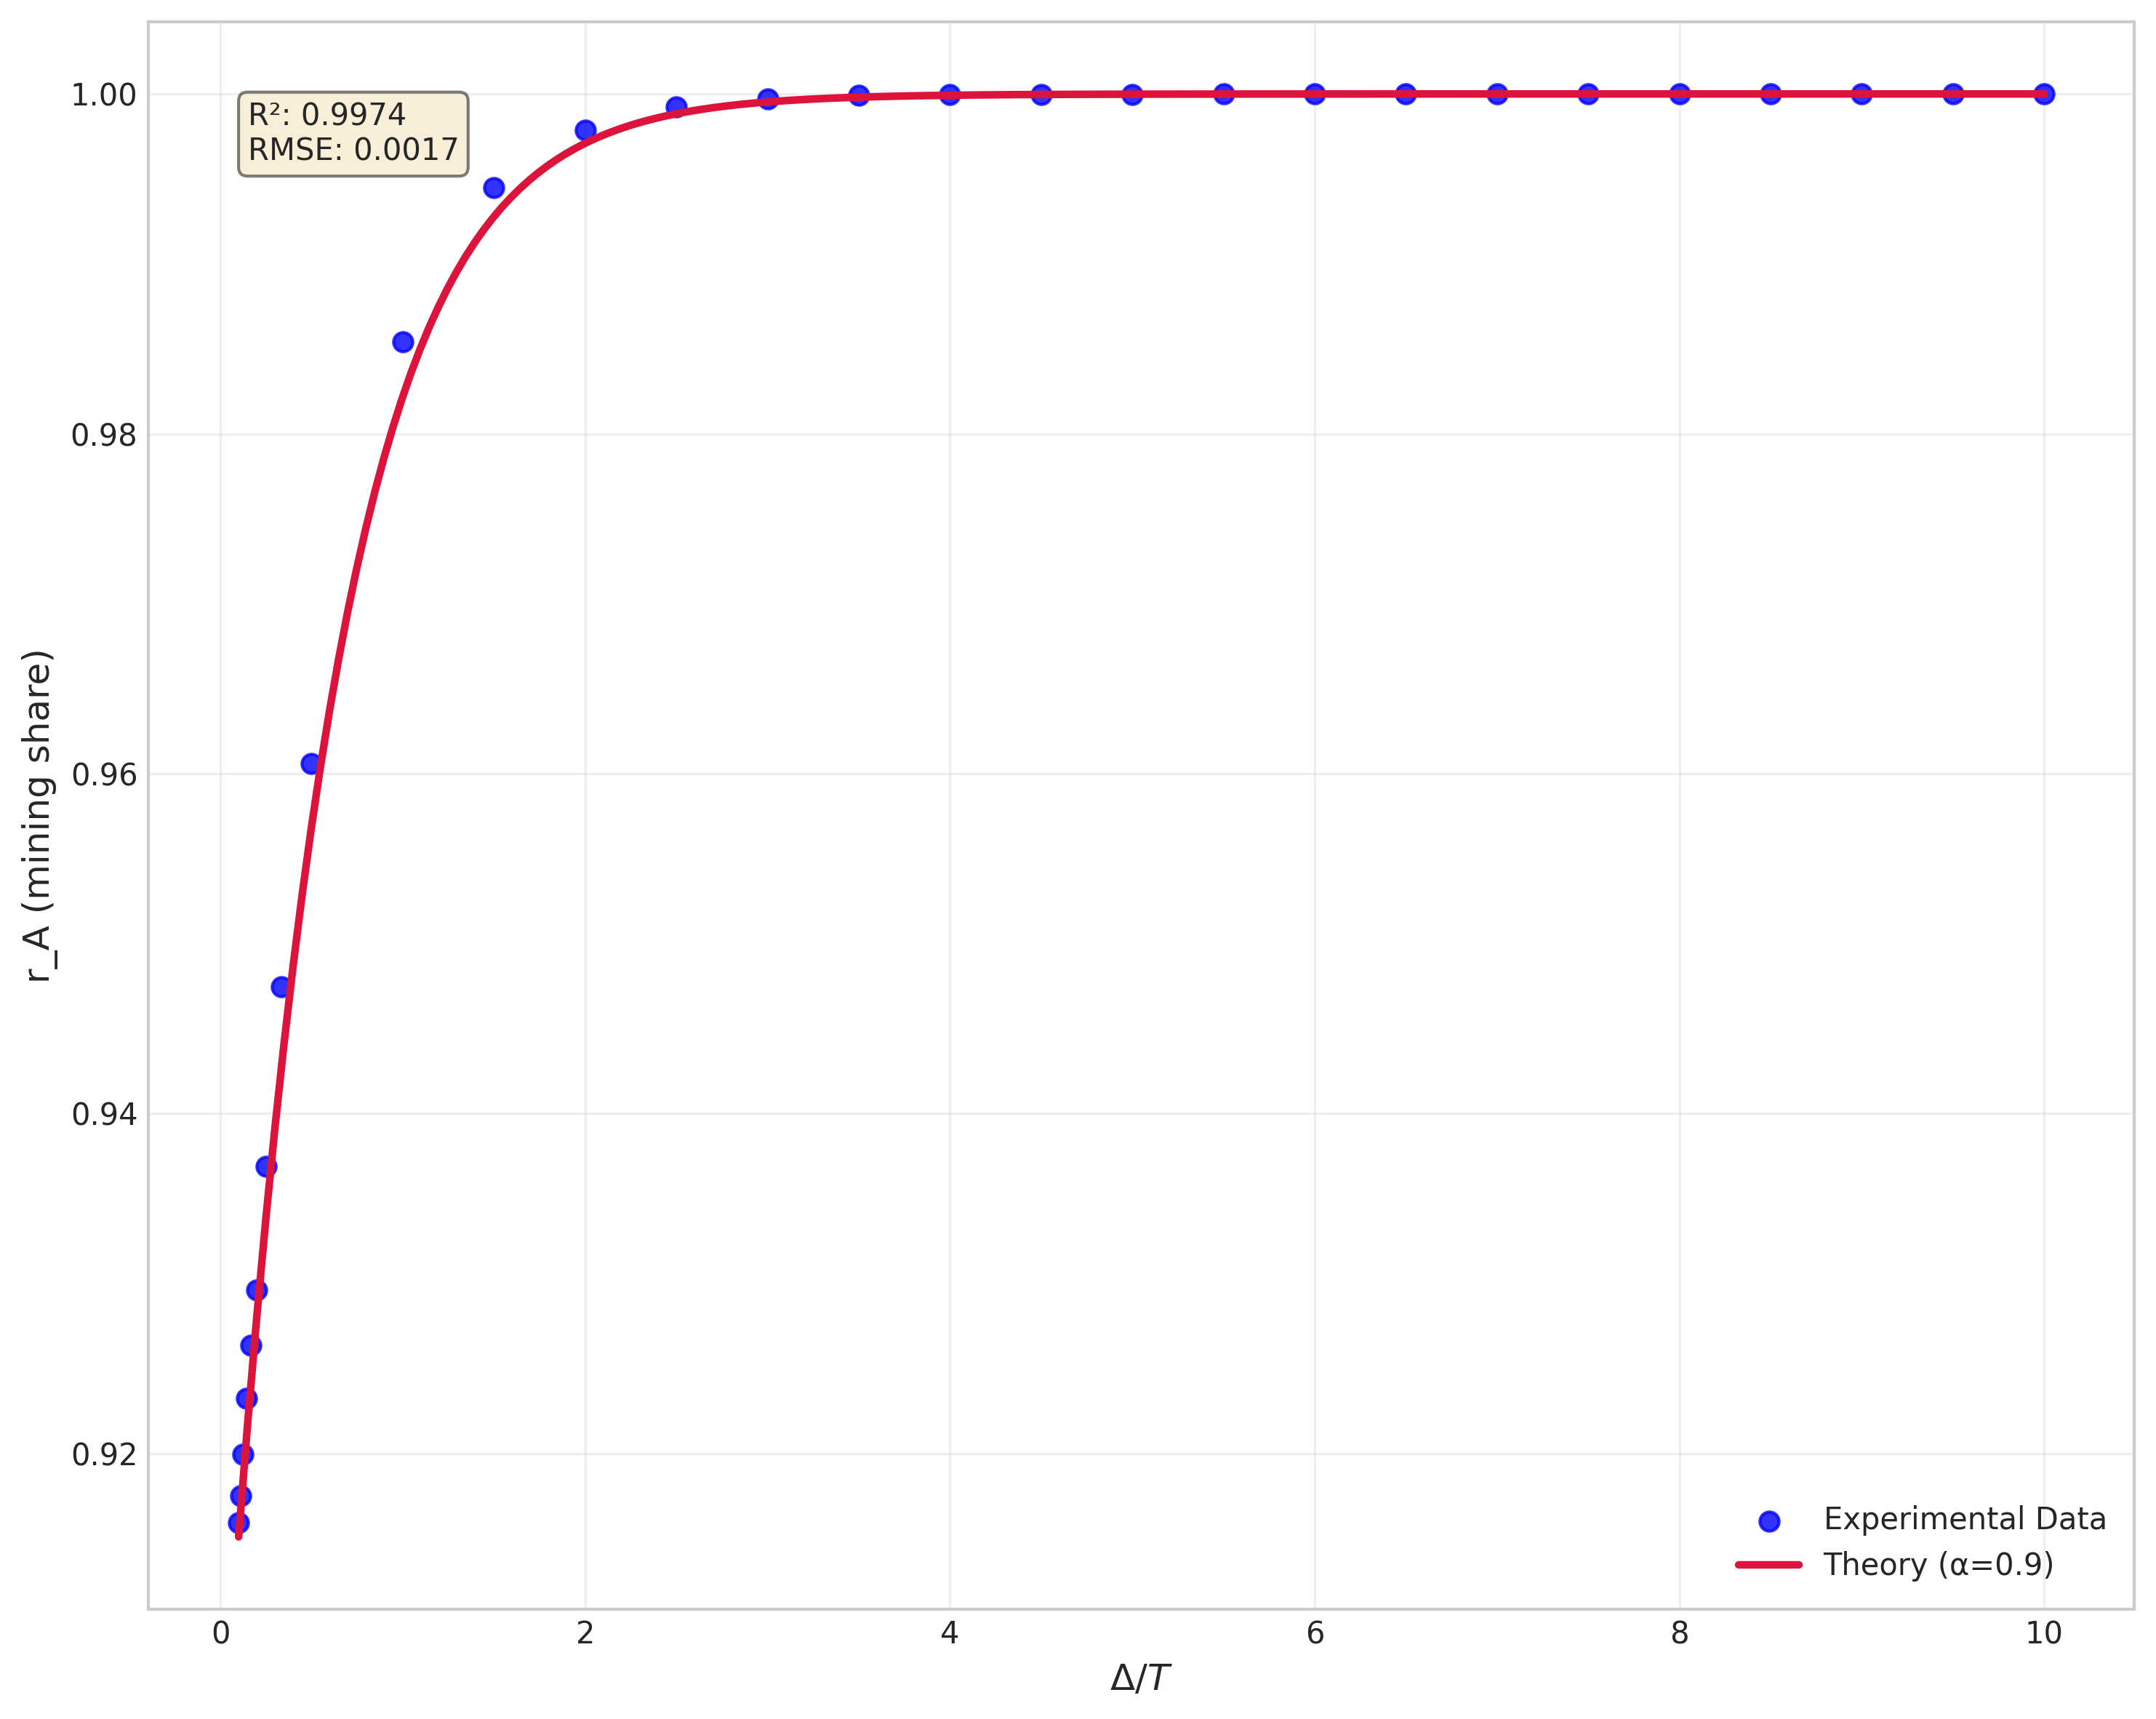 R²: 0.9974
RMSE: 0.0017
1.00
0.98
0.96
0.94
0.92
r_A (mining share)
0
2
4
6
8
10
Δ/T
Experimental Data
Theory (α=0.9)